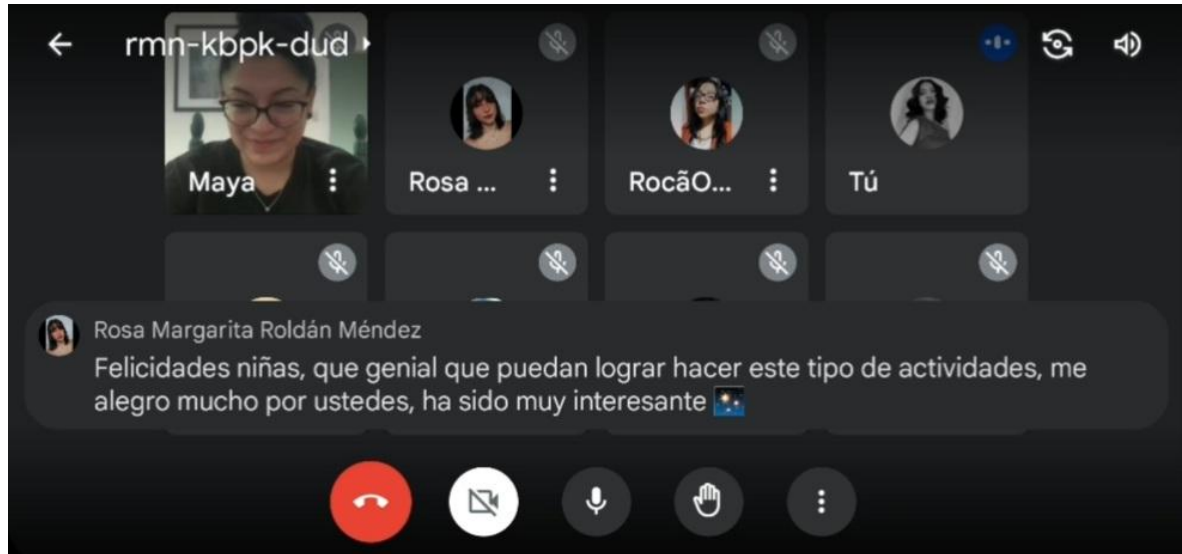 rmn-kbpk-dud
Maya
Rosa ...
RocãO...
Tú
Rosa Margarita Roldán Méndez
Felicidades niñas, que genial que puedan lograr hacer este tipo de actividades, me
alegro mucho por ustedes, ha sido muy interesante 🎆